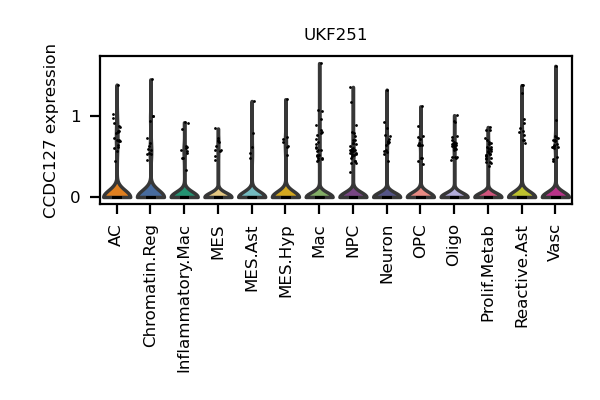 UKF251
CCDC127 expression
1
0
AC
Chromatin.Reg
Inflammatory.Mac
MES
MES.Ast
MES.Hyp
Mac
NPC
Neuron
OPC
Oligo
Prolif.Metab
Reactive.Ast
Vasc